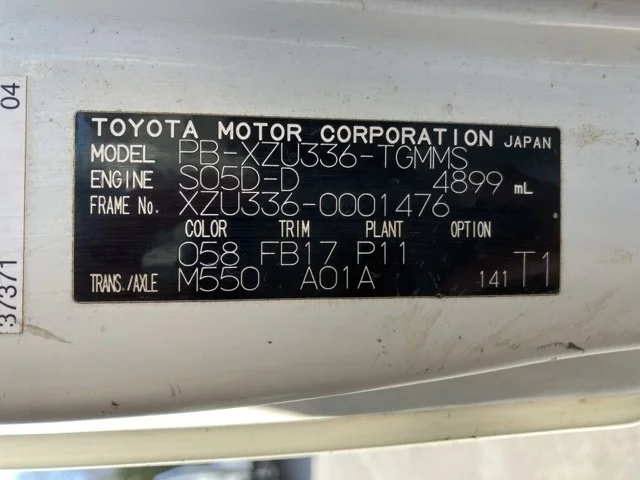 TOYOTA MOTOR CORPORATION JAPAN
MODEL PB-XZU336-TGMMS
ENGINE S05D-D 4899 mL
FRAME No. XZU336-0001476
COLOR TRIM PLANT OPTION
058 FB17 P11
TRANS./AXLE M550 A01A 141 T1
37371 04